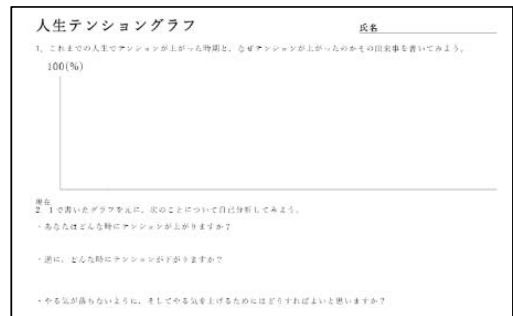 人生テンショングラフ 氏名
1, これまでの人生でテンションが上がった時期と、なぜテンションが上がったのかその出来事を書いてみよう。
100(%)
現在
2, 1で書いたグラフを元に、次のことについて自己分析してみよう。
・あなたはどんな時にテンションが上がりますか？
・逆に、どんな時にテンションが下がりますか？
・やる気が落ちないように、そしてやる気を上げるためにはどうすればよいと思いますか？